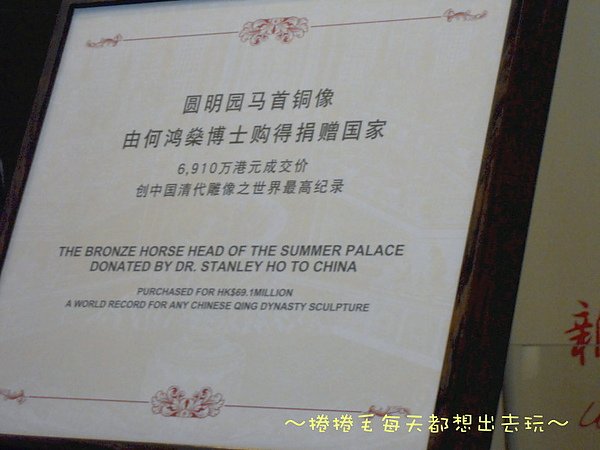 圆明园马首铜像
由何鸿燊博士购得捐赠国家
6,910万港元成交价
创中国清代雕像之世界最高纪录
THE BRONZE HORSE HEAD OF THE SUMMER PALACE
DONATED BY DR. STANLEY HO TO CHINA
PURCHASED FOR HK$69.1MILLION
A WORLD RECORD FOR ANY CHINESE QING DYNASTY SCULPTURE
～捲捲毛每天都想出去玩～